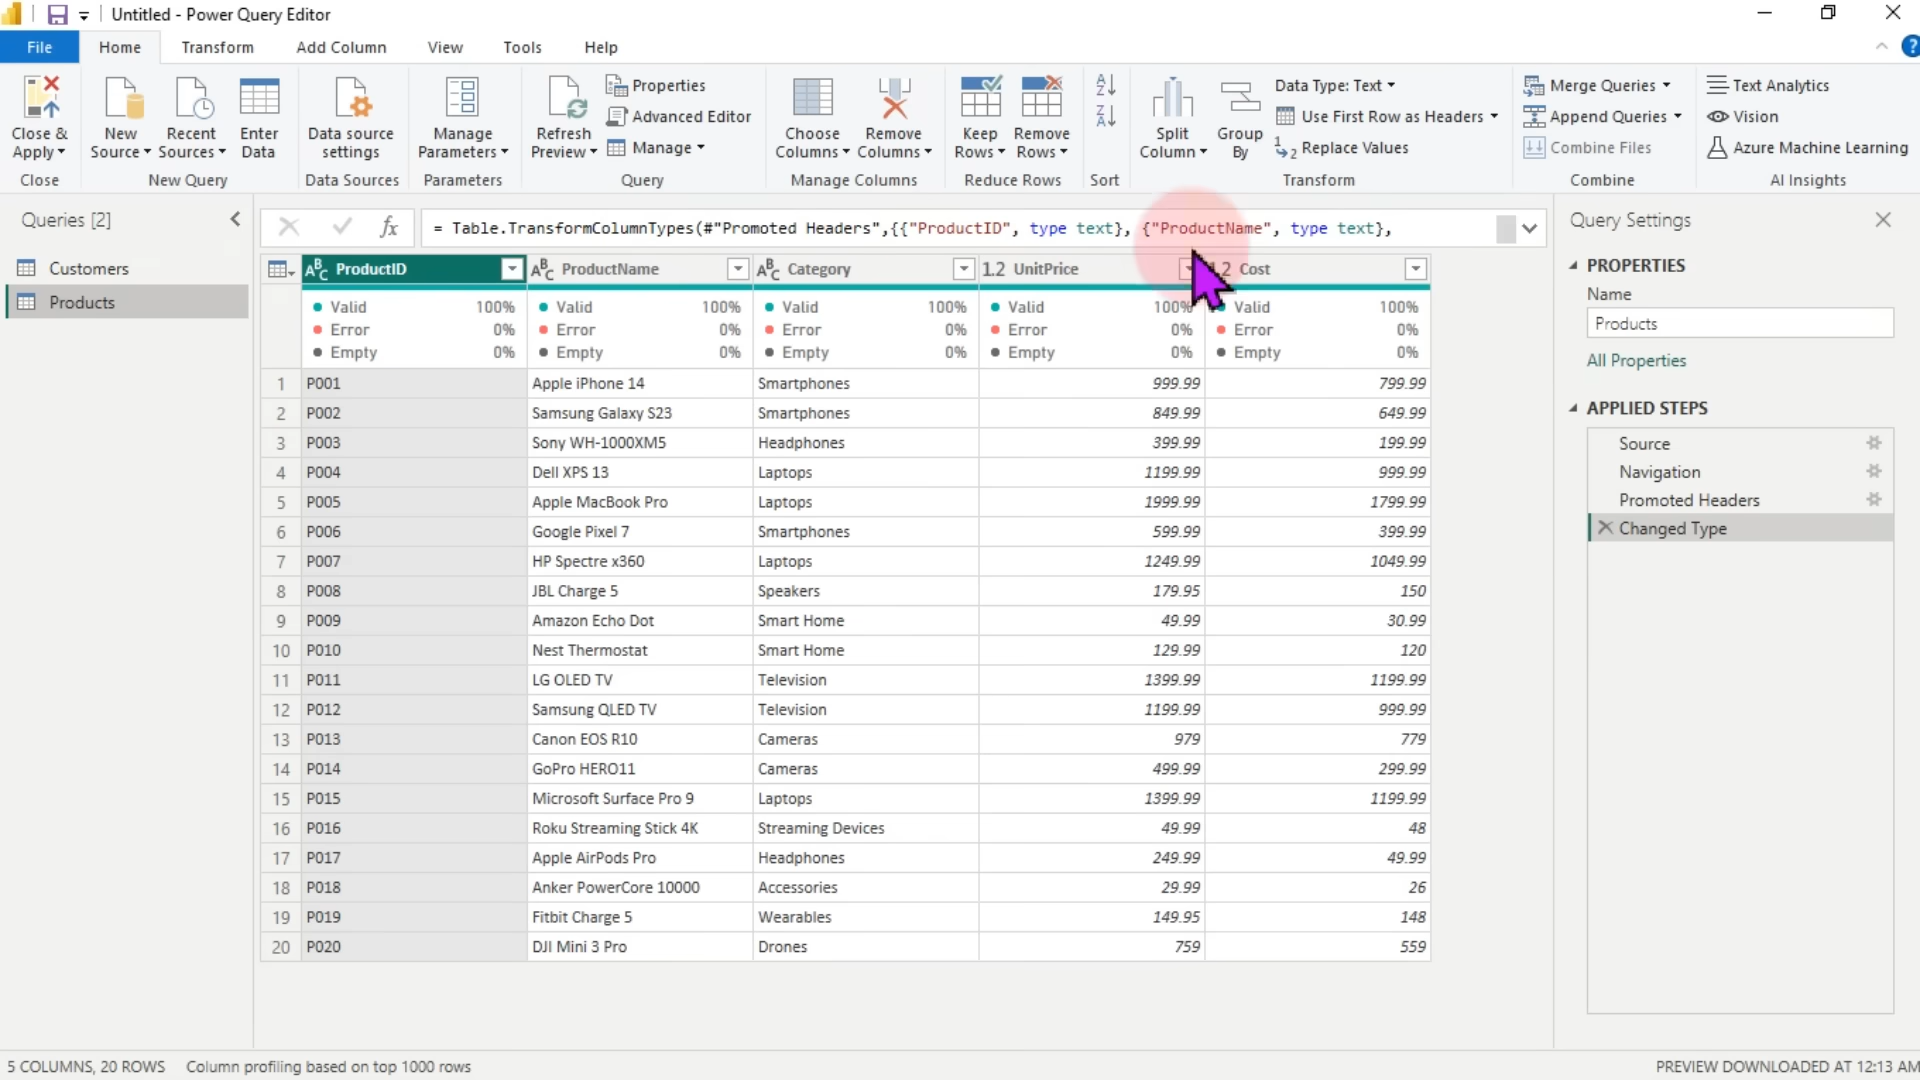 Untitled - Power Query Editor
File Home Transform Add Column View Tools Help
Close & Apply
New Source
Recent Sources
Enter Data
Data source settings
Manage Parameters
Refresh Preview
Properties
Advanced Editor
Manage
Choose Columns
Remove Columns
Keep Rows
Remove Rows
Split Column
Group By
Data Type: Text
Use First Row as Headers
Replace Values
Merge Queries
Append Queries
Combine Files
Text Analytics
Vision
Azure Machine Learning
Close New Query Data Sources Parameters Query Manage Columns Reduce Rows Sort Transform Combine AI Insights
Queries [2]
Customers
Products
fx = Table.TransformColumnTypes(#"Promoted Headers",{{"ProductID", type text}, {"ProductName", type text},
ABC ProductID ABC ProductName ABC Category 1.2 UnitPrice 1.2 Cost
Valid 100% Valid 100% Valid 100% Valid 100% Valid 100%
Error 0% Error 0% Error 0% Error 0% Error 0%
Empty 0% Empty 0% Empty 0% Empty 0% Empty 0%
1 P001 Apple iPhone 14 Smartphones 999.99 799.99
2 P002 Samsung Galaxy S23 Smartphones 849.99 649.99
3 P003 Sony WH-1000XM5 Headphones 399.99 199.99
4 P004 Dell XPS 13 Laptops 1199.99 999.99
5 P005 Apple MacBook Pro Laptops 1999.99 1799.99
6 P006 Google Pixel 7 Smartphones 599.99 399.99
7 P007 HP Spectre x360 Laptops 1249.99 1049.99
8 P008 JBL Charge 5 Speakers 179.95 150
9 P009 Amazon Echo Dot Smart Home 49.99 30.99
10 P010 Nest Thermostat Smart Home 129.99 120
11 P011 LG OLED TV Television 1399.99 1199.99
12 P012 Samsung QLED TV Television 1199.99 999.99
13 P013 Canon EOS R10 Cameras 979 779
14 P014 GoPro HERO11 Cameras 499.99 299.99
15 P015 Microsoft Surface Pro 9 Laptops 1399.99 1199.99
16 P016 Roku Streaming Stick 4K Streaming Devices 49.99 48
17 P017 Apple AirPods Pro Headphones 249.99 49.99
18 P018 Anker PowerCore 10000 Accessories 29.99 26
19 P019 Fitbit Charge 5 Wearables 149.95 148
20 P020 DJI Mini 3 Pro Drones 759 559
Query Settings
PROPERTIES
Name
Products
All Properties
APPLIED STEPS
Source
Navigation
Promoted Headers
Changed Type
5 COLUMNS, 20 ROWS Column profiling based on top 1000 rows
PREVIEW DOWNLOADED AT 12:13 AM